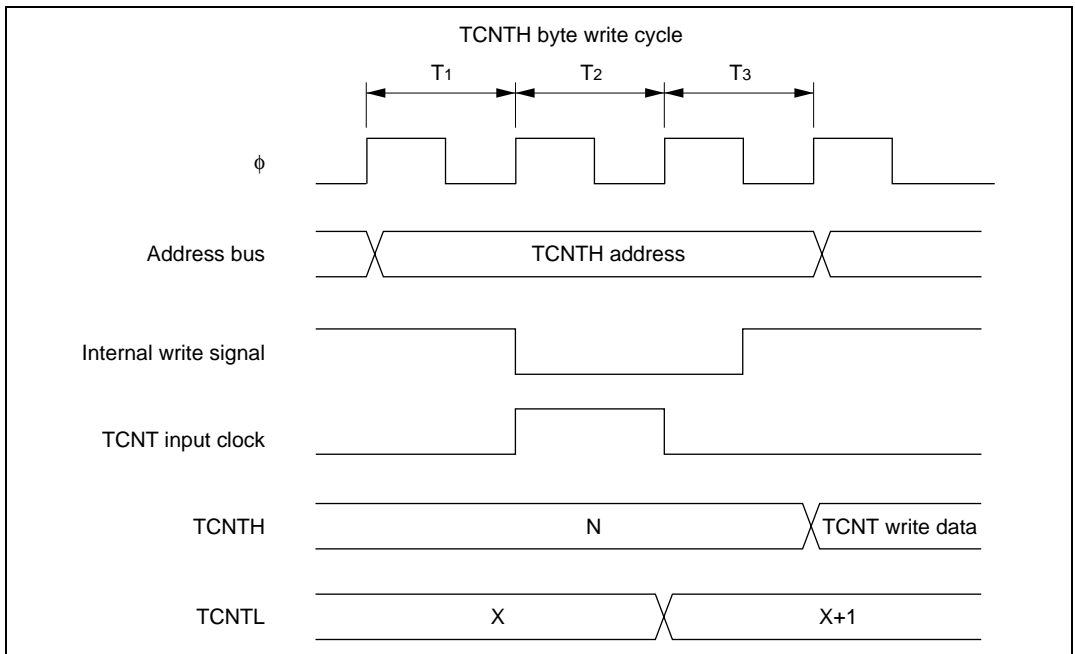 TCNTH byte write cycle
T1 T2 T3
φ
Address bus TCNTH address
Internal write signal
TCNT input clock
TCNTH N TCNT write data
TCNTL X X+1